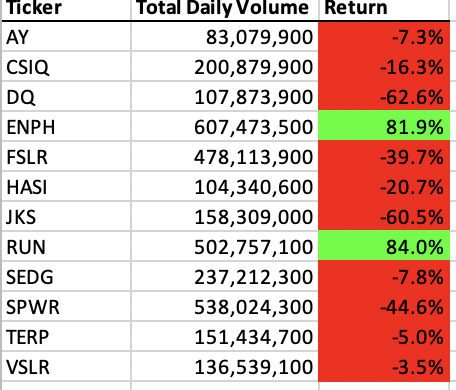 Ticker Total Daily Volume Return
AY 83,079,900 -7.3%
CSIQ 200,879,900 -16.3%
DQ 107,873,900 -62.6%
ENPH 607,473,500 81.9%
FSLR 478,113,900 -39.7%
HASI 104,340,600 -20.7%
JKS 158,309,000 -60.5%
RUN 502,757,100 84.0%
SEDG 237,212,300 -7.8%
SPWR 538,024,300 -44.6%
TERP 151,434,700 -5.0%
VSLR 136,539,100 -3.5%